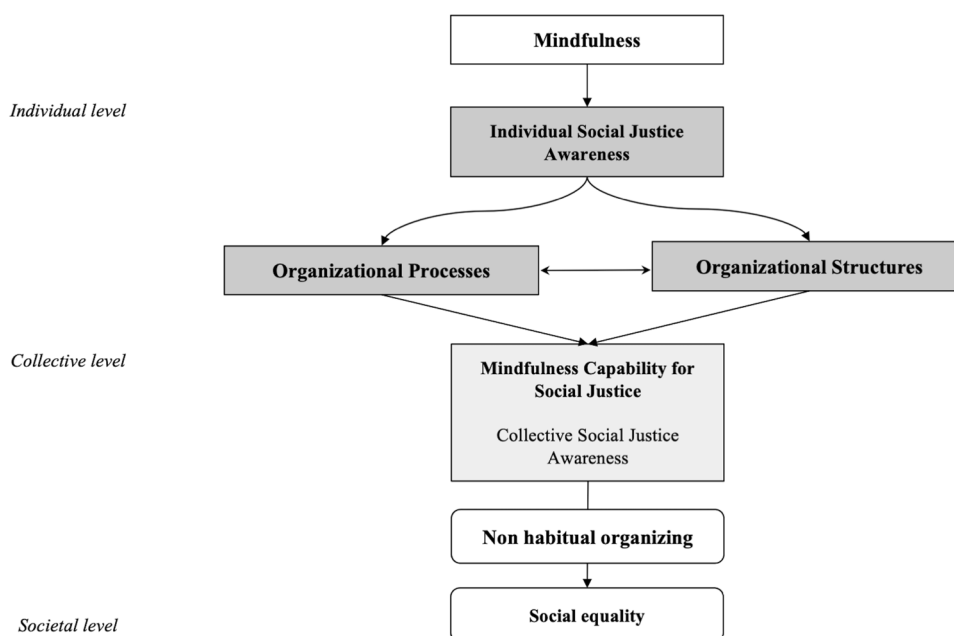 Mindfulness
Individual level
Individual Social Justice
Awareness
Organizational Processes
Organizational Structures
Collective level
Mindfulness Capability for
Social Justice
Collective Social Justice
Awareness
Non habitual organizing
Social equality
Societal level